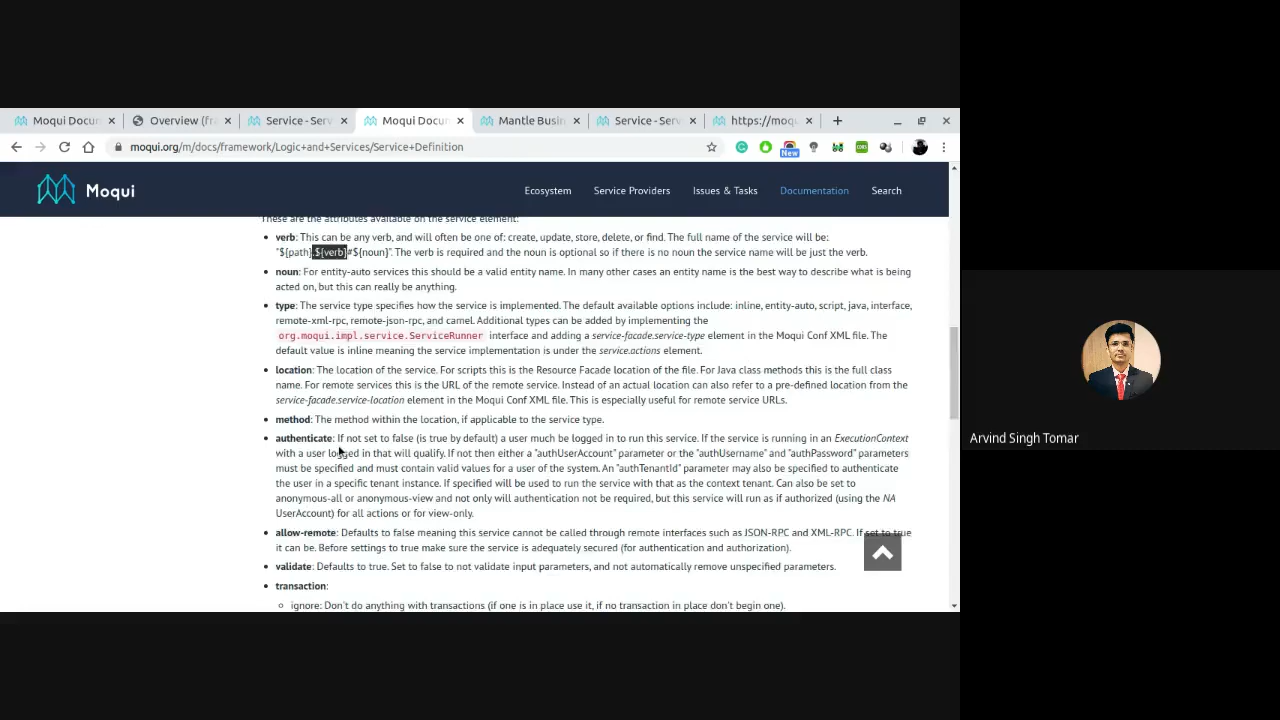 Moqui Docu
Overview (fr
Service - Serv
Moqui Docu
Mantle Busin
Service - Serv
https://moq
moqui.org/m/docs/framework/Logic+and+Services/Service+Definition
New
Moqui
Ecosystem
Service Providers
Issues & Tasks
Documentation
Search
These are the attributes available on the service element:
• verb: This can be any verb, and will often be one of: create, update, store, delete, or find. The full name of the service will be:
"${path}.${verb}#${noun}". The verb is required and the noun is optional so if there is no noun the service name will be just the verb.
• noun: For entity-auto services this should be a valid entity name. In many other cases an entity name is the best way to describe what is being
acted on, but this can really be anything.
• type: The service type specifies how the service is implemented. The default available options include: inline, entity-auto, script, java, interface,
remote-xml-rpc, remote-json-rpc, and camel. Additional types can be added by implementing the
org.moqui.impl.service.ServiceRunner interface and adding a service-facade.service-type element in the Moqui Conf XML file. The
default value is inline meaning the service implementation is under the service.actions element.
• location: The location of the service. For scripts this is the Resource Facade location of the file. For Java class methods this is the full class
name. For remote services this is the URL of the remote service. Instead of an actual location can also refer to a pre-defined location from the
service-facade.service-location element in the Moqui Conf XML file. This is especially useful for remote service URLs.
• method: The method within the location, if applicable to the service type.
• authenticate: If not set to false (is true by default) a user much be logged in to run this service. If the service is running in an ExecutionContext
with a user logged in that will qualify. If not then either a "authUserAccount" parameter or the "authUsername" and "authPassword" parameters
must be specified and must contain valid values for a user of the system. An "authTenantId" parameter may also be specified to authenticate
the user in a specific tenant instance. If specified will be used to run the service with that as the context tenant. Can also be set to
anonymous-all or anonymous-view and not only will authentication not be required, but this service will run as if authorized (using the NA
UserAccount) for all actions or for view-only.
• allow-remote: Defaults to false meaning this service cannot be called through remote interfaces such as JSON-RPC and XML-RPC. If set to true
it can be. Before settings to true make sure the service is adequately secured (for authentication and authorization).
• validate: Defaults to true. Set to false to not validate input parameters, and not automatically remove unspecified parameters.
• transaction:
◦ ignore: Don't do anything with transactions (if one is in place use it, if no transaction in place don't begin one).
Arvind Singh Tomar